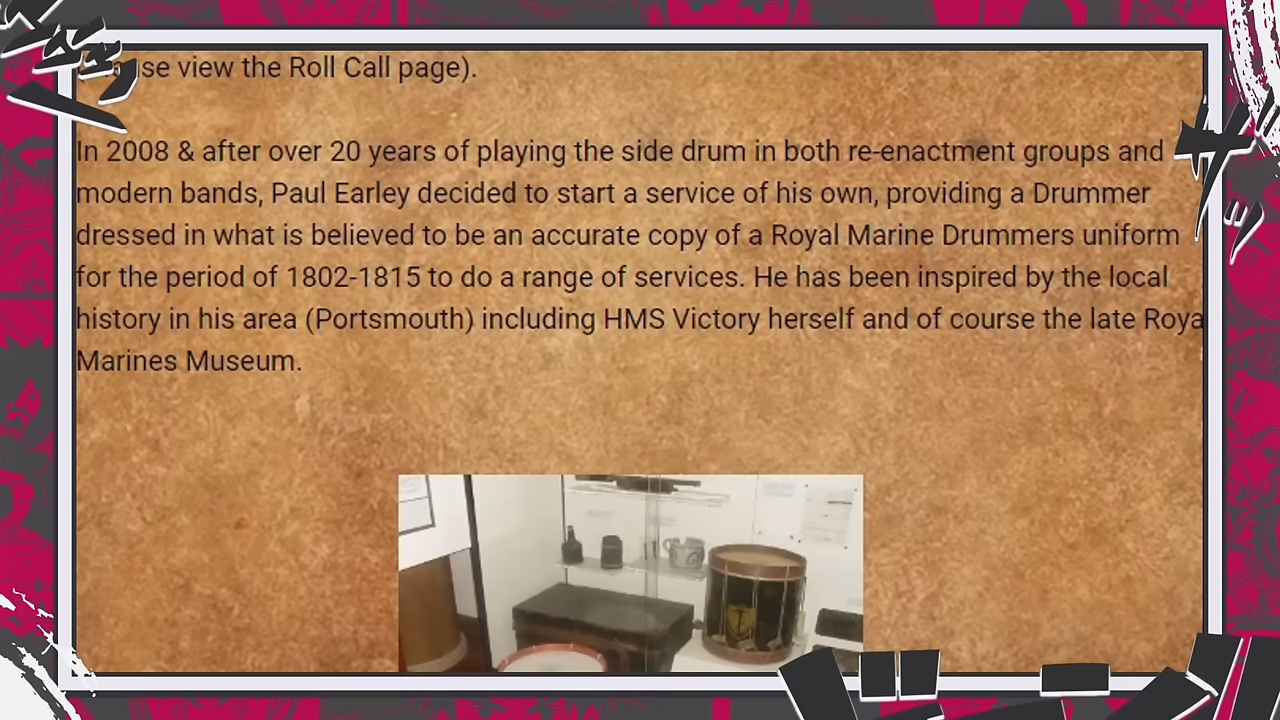 se view the Roll Call page).
In 2008 & after over 20 years of playing the side drum in both re-enactment groups and
modern bands, Paul Earley decided to start a service of his own, providing a Drummer
dressed in what is believed to be an accurate copy of a Royal Marine Drummers uniform
for the period of 1802-1815 to do a range of services. He has been inspired by the local
history in his area (Portsmouth) including HMS Victory herself and of course the late Roya
Marines Museum.